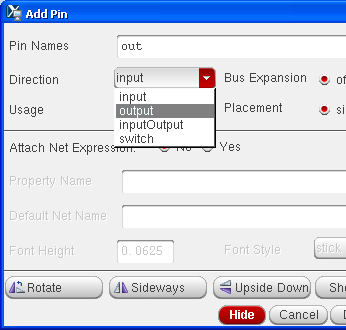 Add Pin
Pin Names out
Direction input Bus Expansion of
input
Usage output Placement si
inputOutput
switch
Attach Net Expression: No Yes
Property Name
Default Net Name
Font Height 0.0625 Font Style stick
Rotate Sideways Upside Down Sho
Hide Cancel D